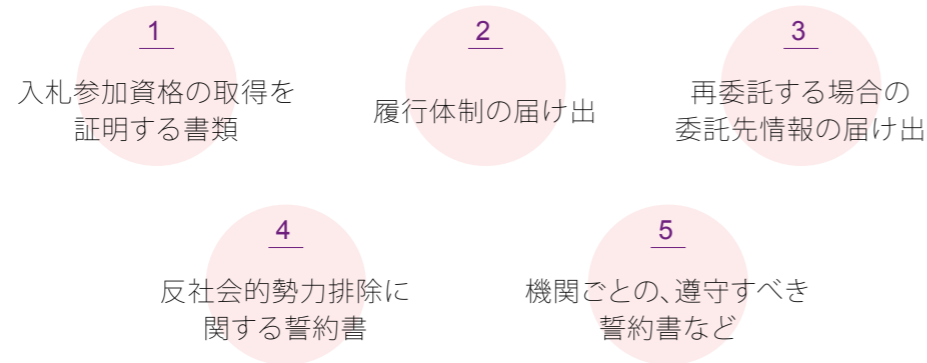 1
入札参加資格の取得を
証明する書類
2
履行体制の届け出
3
再委託する場合の
委託先情報の届け出
4
反社会的勢力排除に
関する誓約書
5
機関ごとの、遵守すべき
誓約書など